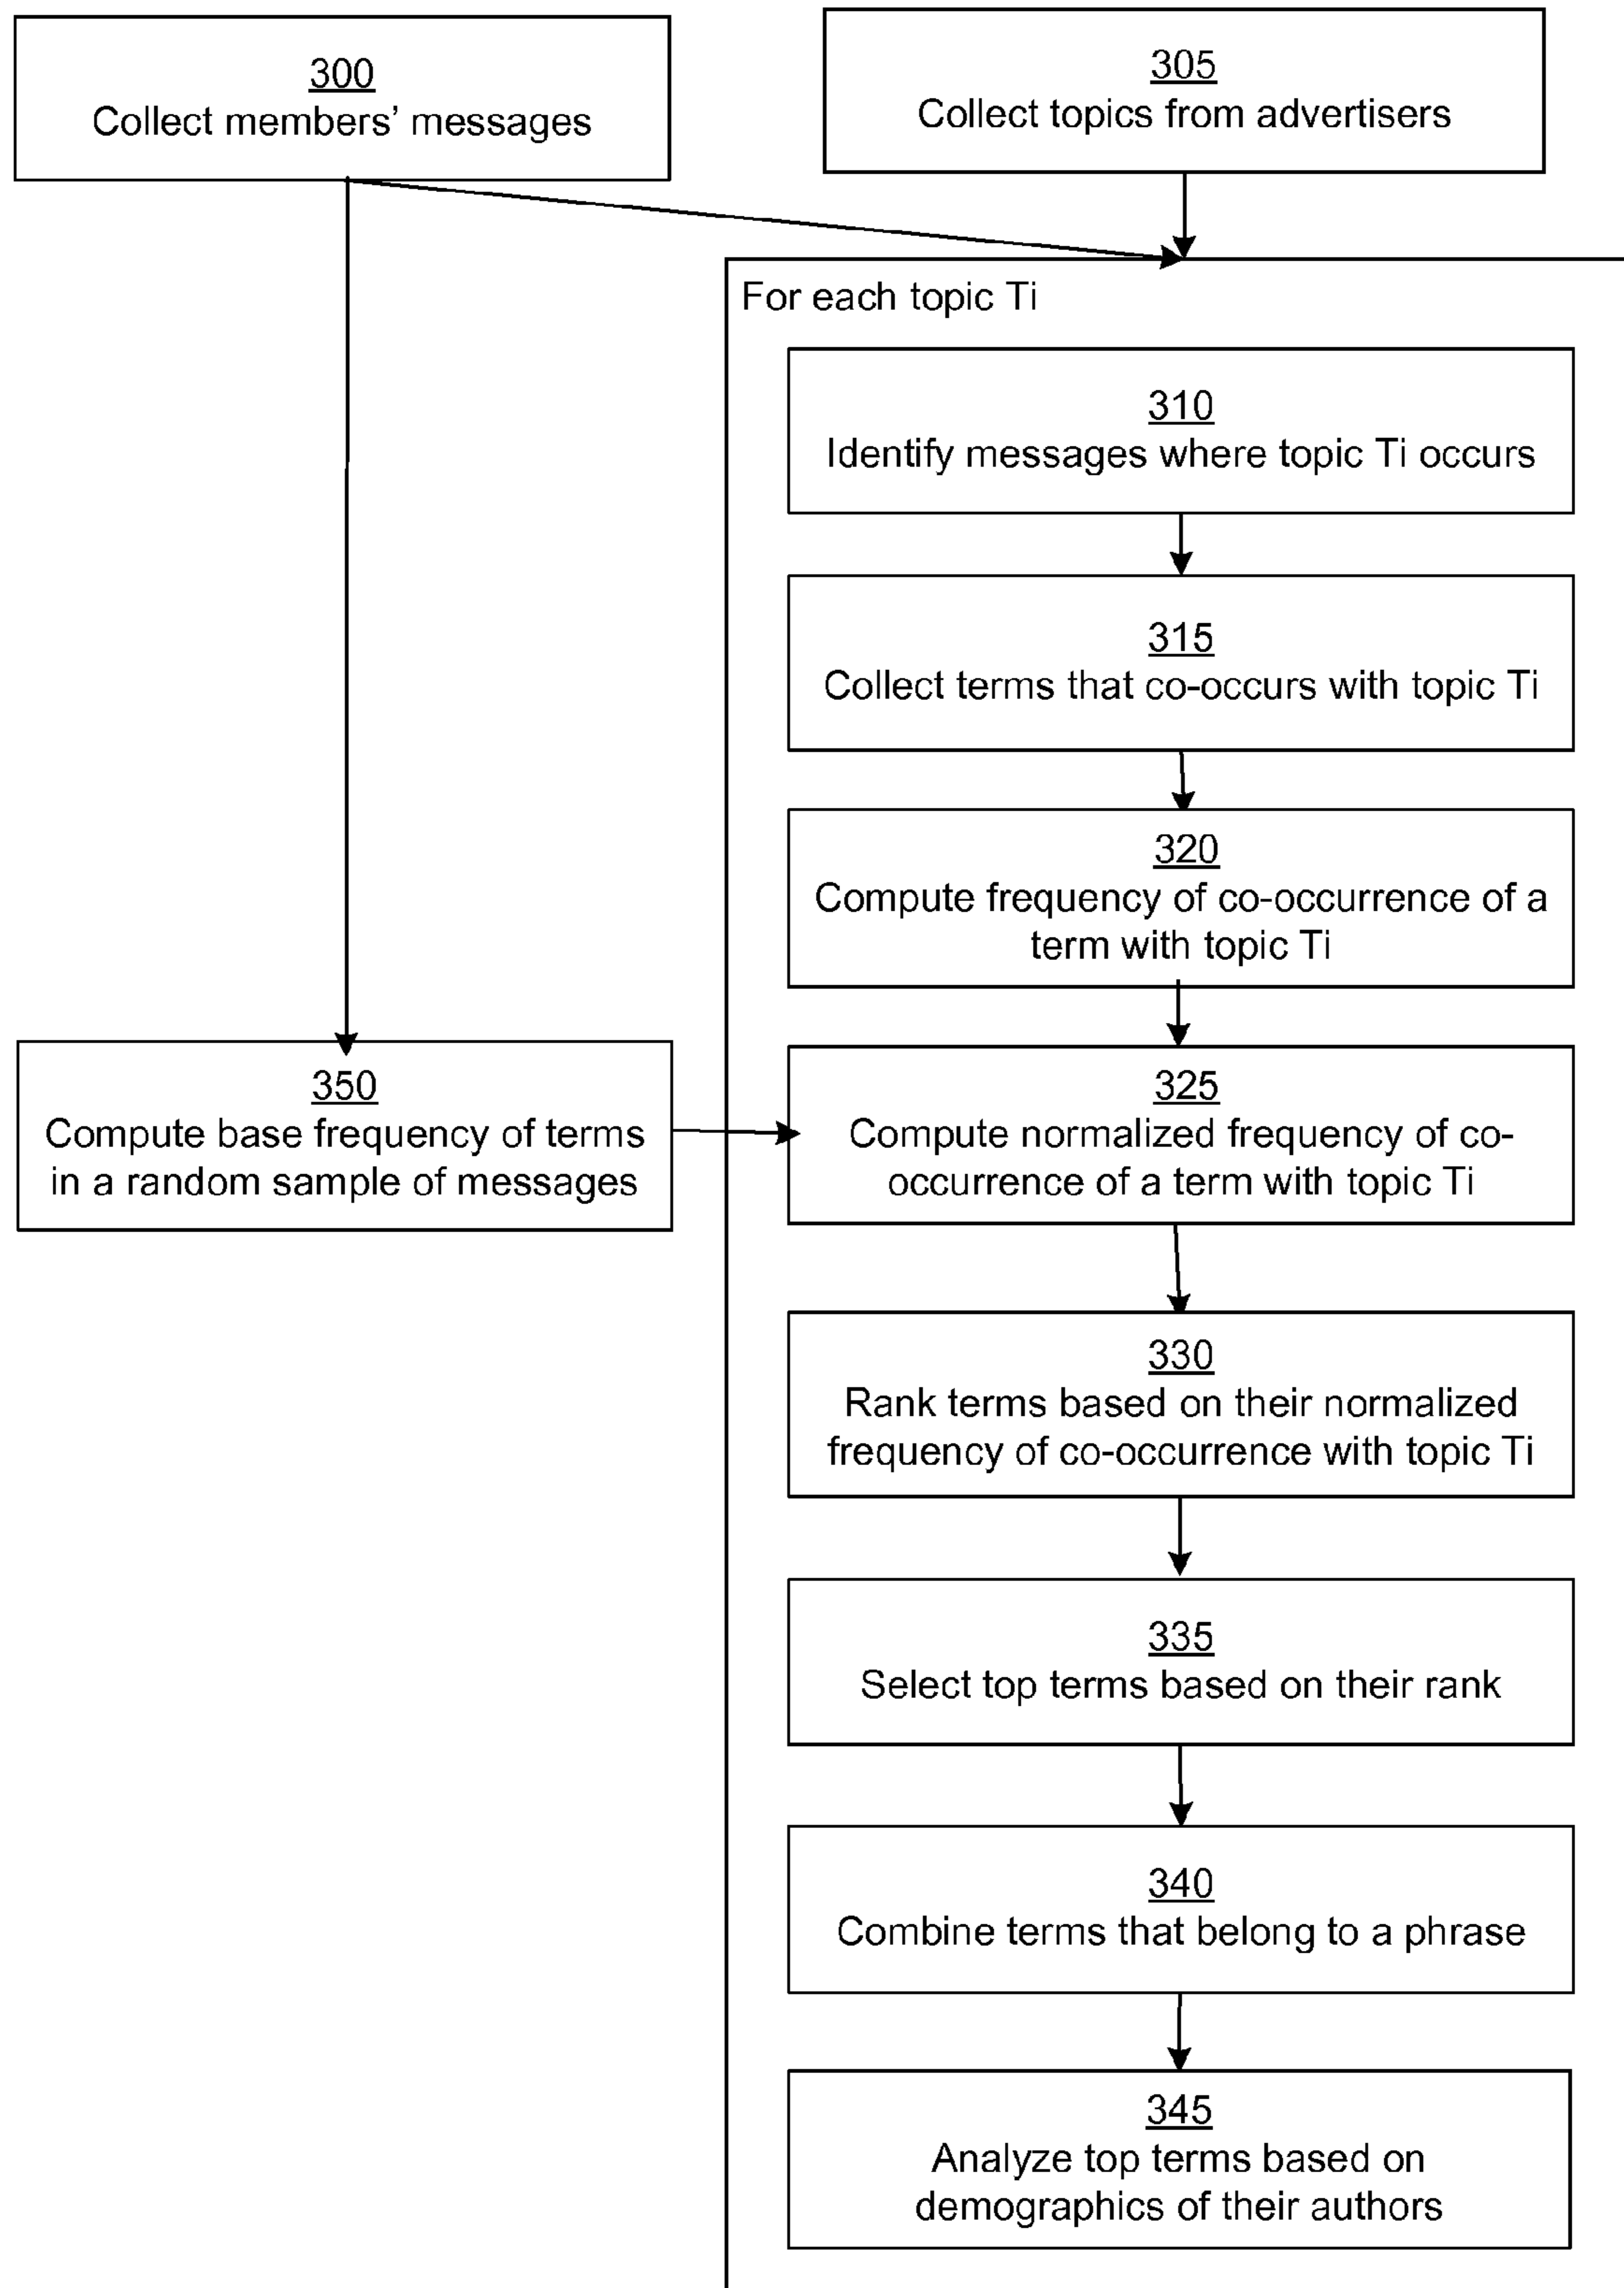 300
Collect members’ messages
305
Collect topics from advertisers
For each topic Ti
310
Identify messages where topic Ti occurs
315
Collect terms that co-occurs with topic Ti
320
Compute frequency of co-occurrence of a
term with topic Ti
350
Compute base frequency of terms
in a random sample of messages
325
Compute normalized frequency of co-
occurrence of a term with topic Ti
330
Rank terms based on their normalized
frequency of co-occurrence with topic Ti
335
Select top terms based on their rank
340
Combine terms that belong to a phrase
345
Analyze top terms based on
demographics of their authors